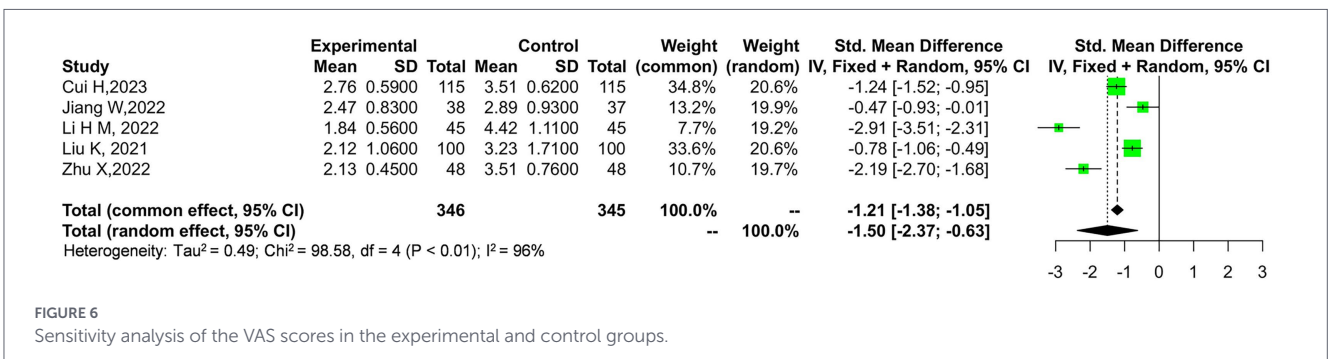 Experimental Control Weight Weight Std. Mean Difference Std. Mean Difference
Study Mean SD Total Mean SD Total (common) (random) IV, Fixed + Random, 95% CI IV, Fixed + Random, 95% CI
Cui H,2023 2.76 0.5900 115 3.51 0.6200 115 34.8% 20.6% -1.24 [-1.52; -0.95]
Jiang W,2022 2.47 0.8300 38 2.89 0.9300 37 13.2% 19.9% -0.47 [-0.93; -0.01]
Li H M, 2022 1.84 0.5600 45 4.42 1.1100 45 7.7% 19.2% -2.91 [-3.51; -2.31]
Liu K, 2021 2.12 1.0600 100 3.23 1.7100 100 33.6% 20.6% -0.78 [-1.06; -0.49]
Zhu X,2022 2.13 0.4500 48 3.51 0.7600 48 10.7% 19.7% -2.19 [-2.70; -1.68]
Total (common effect, 95% CI) 346 345 100.0% -- -1.21 [-1.38; -1.05]
Total (random effect, 95% CI) -- 100.0% -1.50 [-2.37; -0.63]
Heterogeneity: Tau² = 0.49; Chi² = 98.58, df = 4 (P < 0.01); I² = 96%
-3 -2 -1 0 1 2 3
FIGURE 6
Sensitivity analysis of the VAS scores in the experimental and control groups.